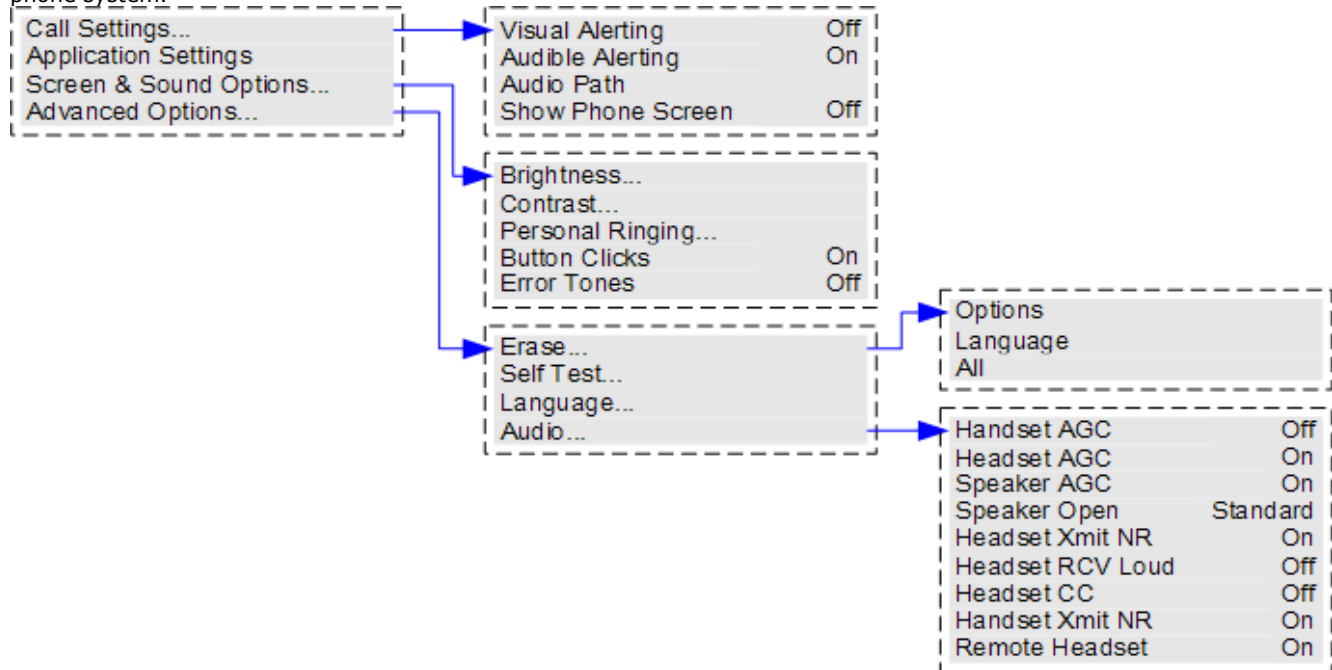 phone system.
Call Settings...
Application Settings
Screen & Sound Options...
Advanced Options...
Visual Alerting Off
Audible Alerting On
Audio Path
Show Phone Screen Off
Brightness...
Contrast...
Personal Ringing...
Button Clicks On
Error Tones Off
Erase...
Self Test...
Language...
Audio...
Options
Language
All
Handset AGC Off
Headset AGC On
Speaker AGC On
Speaker Open Standard
Headset Xmit NR On
Headset RCV Loud Off
Headset CC Off
Handset Xmit NR On
Remote Headset On